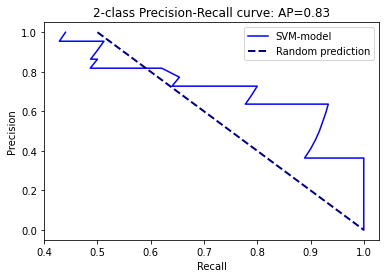 2-class Precision-Recall curve: AP=0.83
SVM-model
Random prediction
Precision
1.0
0.8
0.6
0.4
0.2
0.0
0.4 0.5 0.6 0.7 0.8 0.9 1.0
Recall